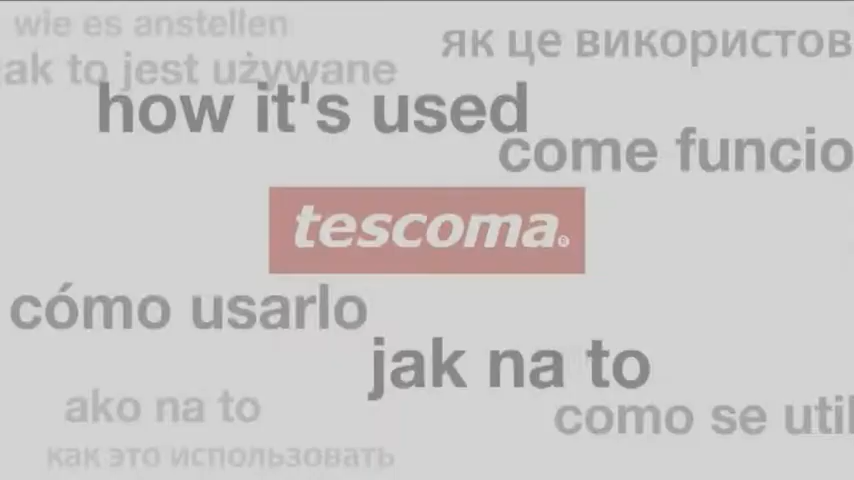 wie es anstellen
як це використов
jak to jest używane
how it's used
come funcio
tescoma®
cómo usarlo
jak na to
ako na to
como se util
как это использовать